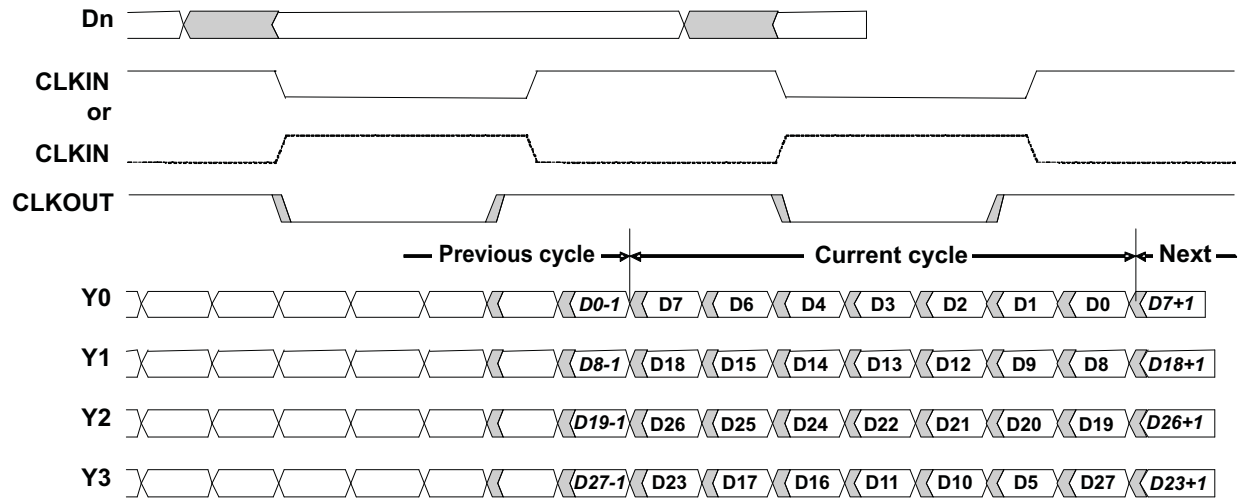 Dn
CLKIN
or
CLKIN
CLKOUT
Previous cycle Current cycle Next
Y0 D0-1 D7 D6 D4 D3 D2 D1 D0 D7+1
Y1 D8-1 D18 D15 D14 D13 D12 D9 D8 D18+1
Y2 D19-1 D26 D25 D24 D22 D21 D20 D19 D26+1
Y3 D27-1 D23 D17 D16 D11 D10 D5 D27 D23+1